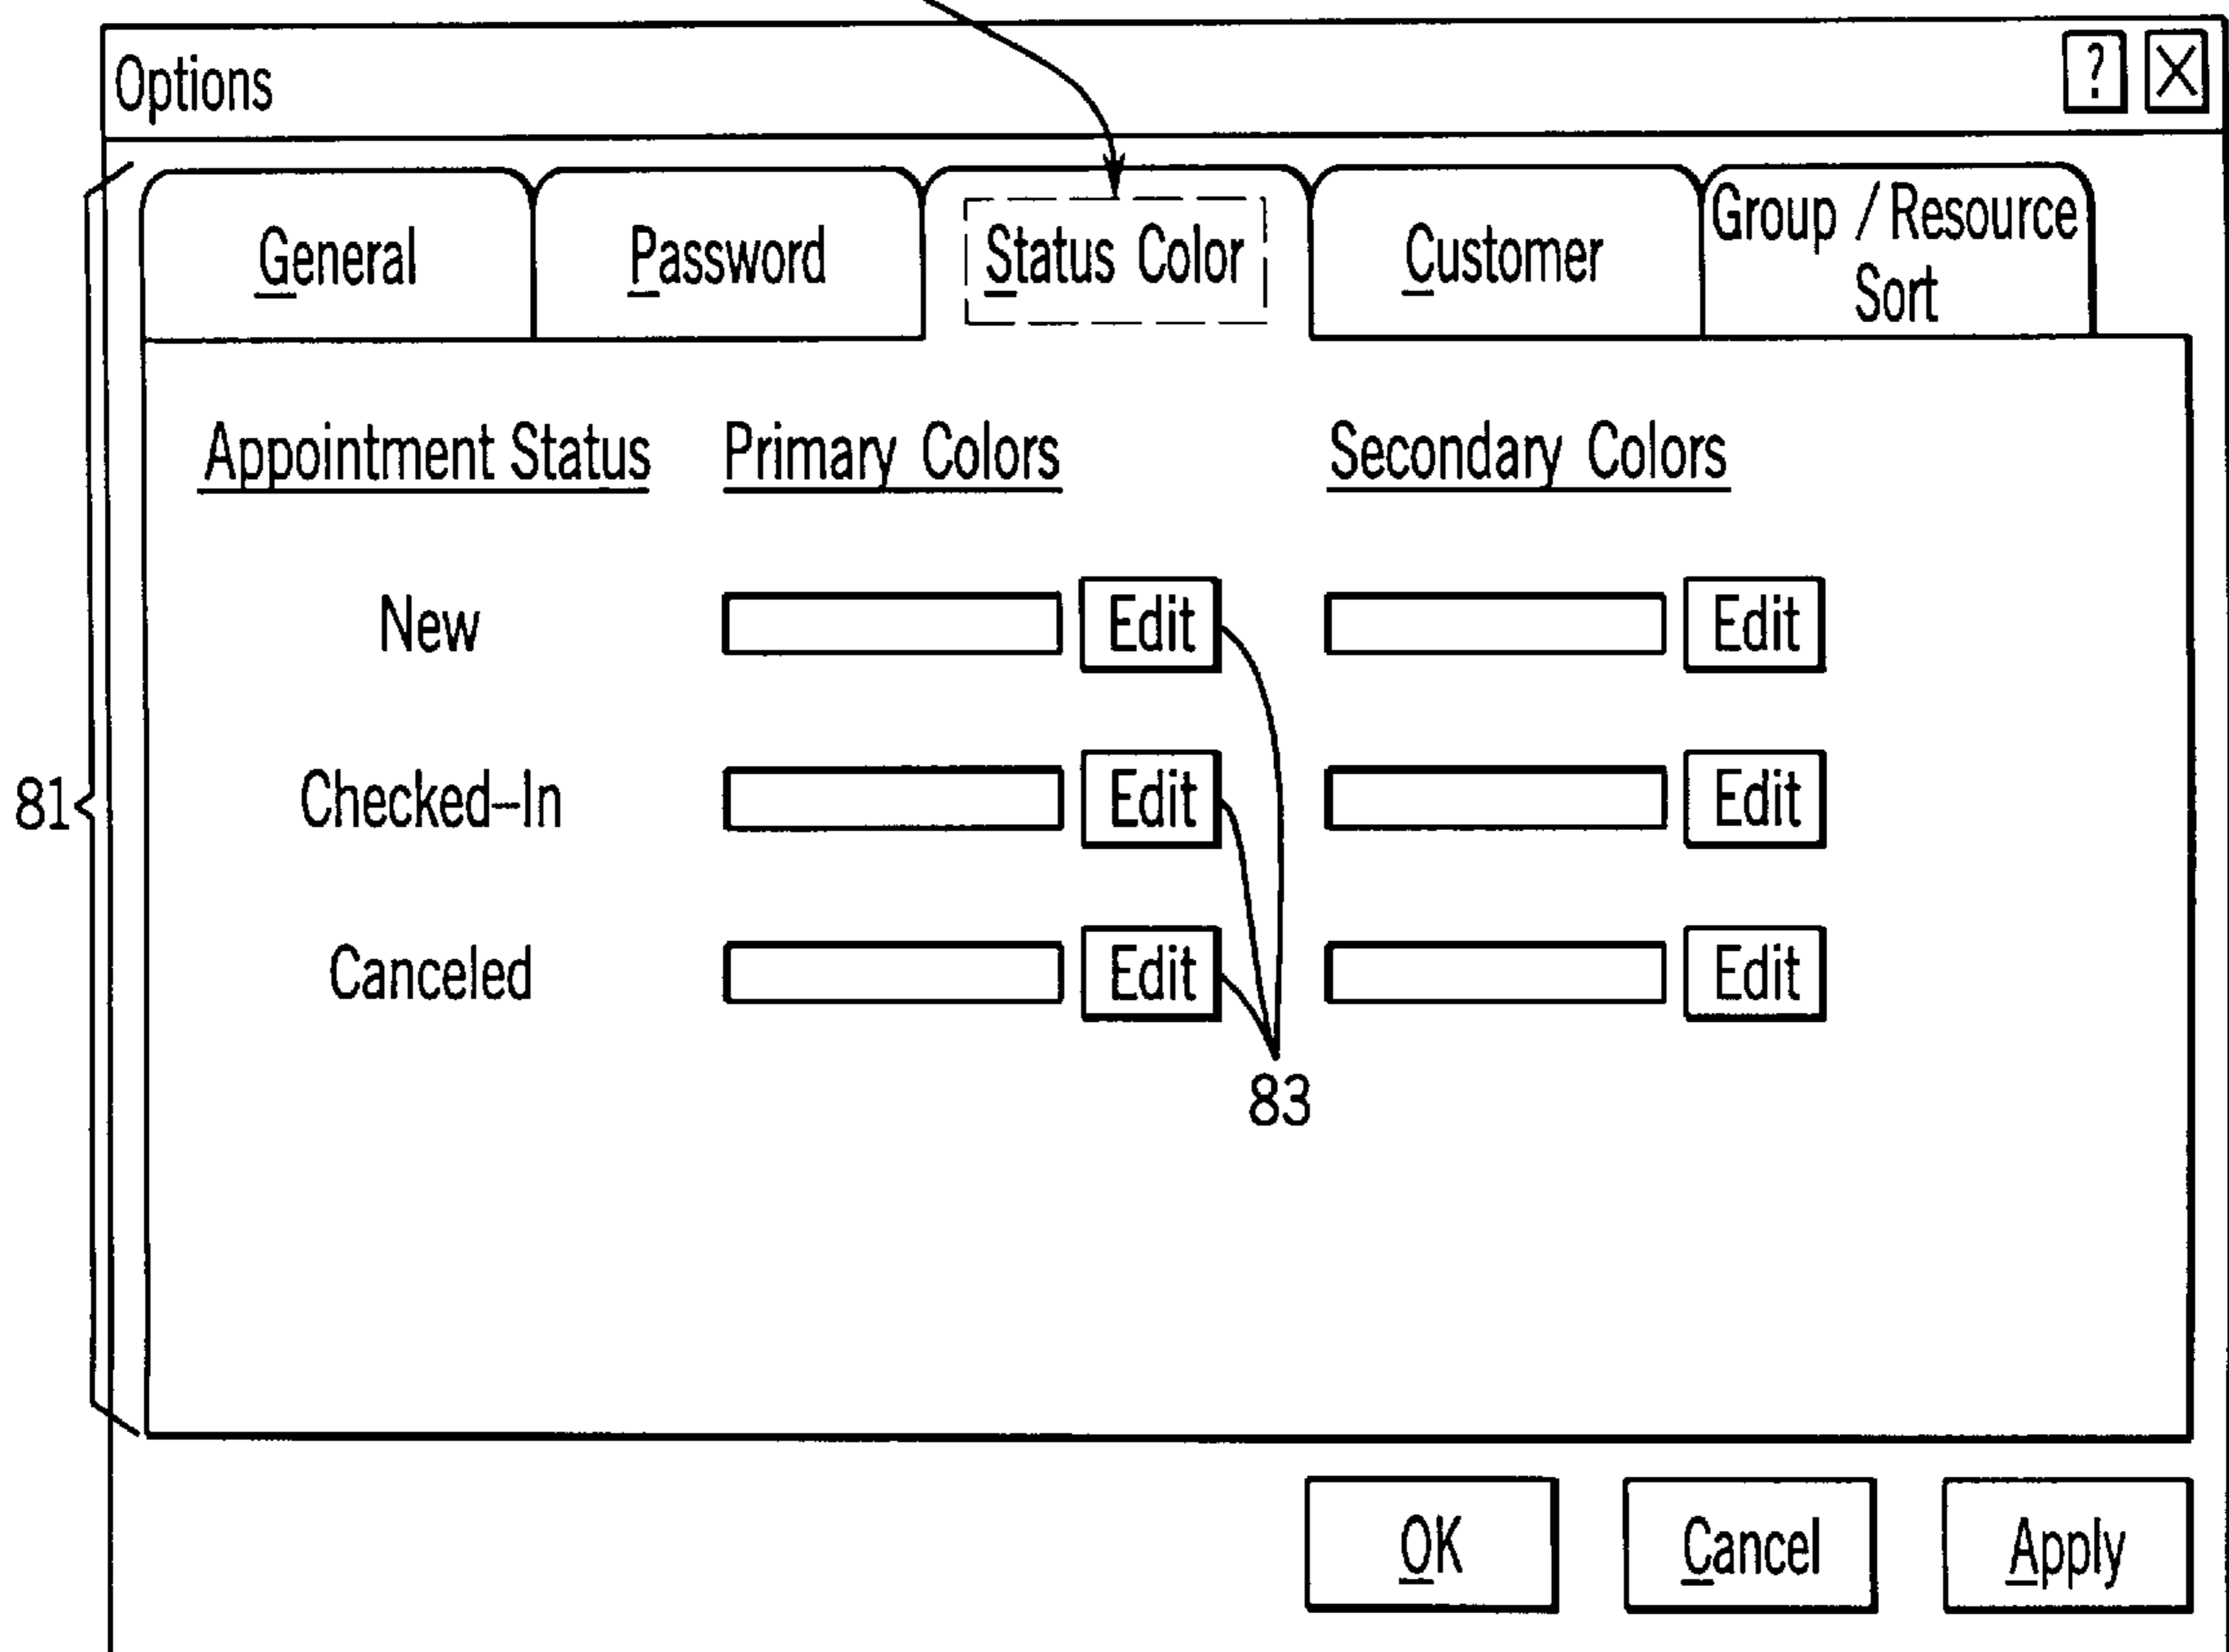 Options ? X
General Password Status Color Customer Group / Resource Sort
Appointment Status Primary Colors Secondary Colors
New Edit Edit
81 Checked–In Edit Edit
Canceled Edit Edit
83
OK Cancel Apply